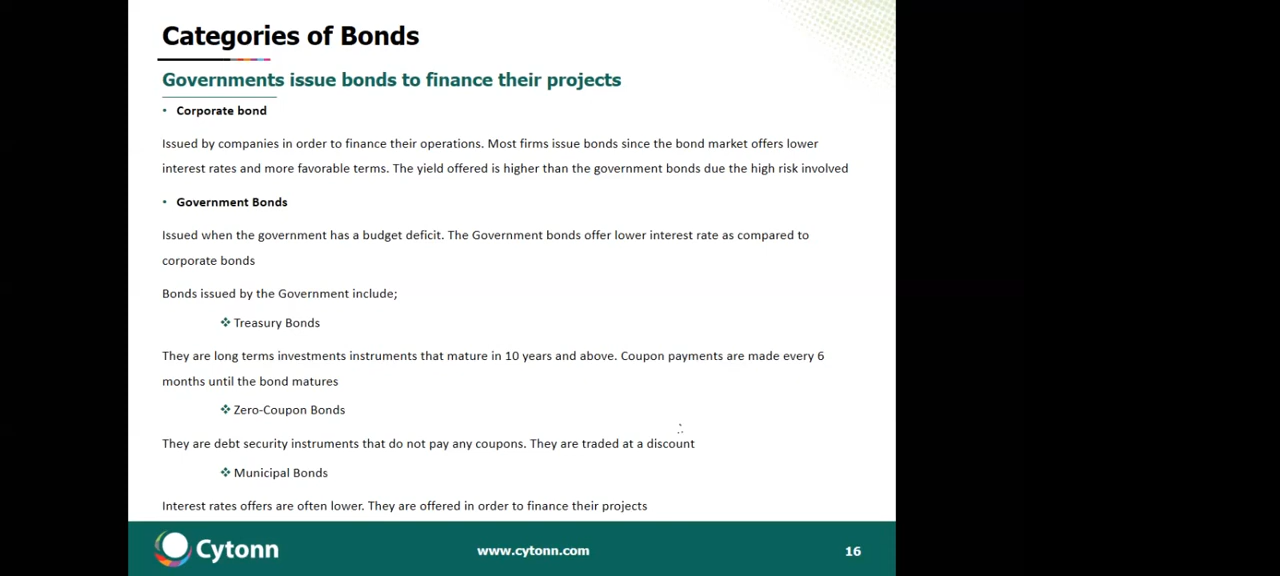 Categories of Bonds
Governments issue bonds to finance their projects
• Corporate bond
Issued by companies in order to finance their operations. Most firms issue bonds since the bond market offers lower
interest rates and more favorable terms. The yield offered is higher than the government bonds due the high risk involved
• Government Bonds
Issued when the government has a budget deficit. The Government bonds offer lower interest rate as compared to
corporate bonds
Bonds issued by the Government include;
❖ Treasury Bonds
They are long terms investments instruments that mature in 10 years and above. Coupon payments are made every 6
months until the bond matures
❖ Zero-Coupon Bonds
They are debt security instruments that do not pay any coupons. They are traded at a discount
❖ Municipal Bonds
Interest rates offers are often lower. They are offered in order to finance their projects
Cytonn
www.cytonn.com
16